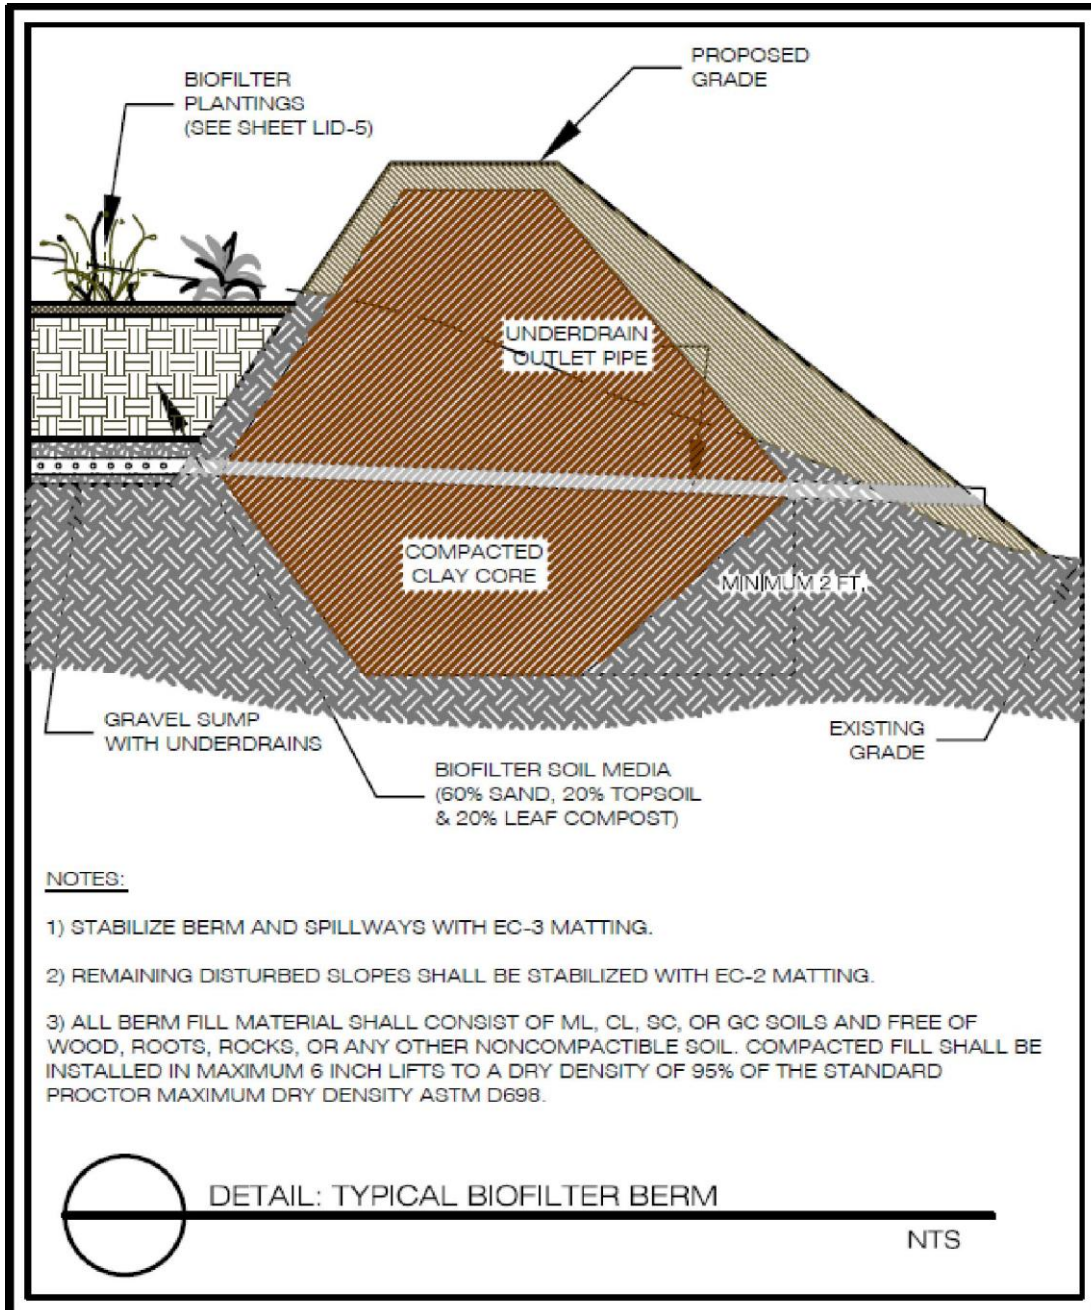 BIOFILTER
PLANTINGS
(SEE SHEET LID-5)
PROPOSED
GRADE
UNDERDRAIN
OUTLET PIPE
COMPACTED
CLAY CORE
MINIMUM 2 FT.
GRAVEL SUMP
WITH UNDERDRAINS
BIOFILTER SOIL MEDIA
(60% SAND, 20% TOPSOIL
& 20% LEAF COMPOST)
EXISTING
GRADE
NOTES:
1) STABILIZE BERM AND SPILLWAYS WITH EC-3 MATTING.
2) REMAINING DISTURBED SLOPES SHALL BE STABILIZED WITH EC-2 MATTING.
3) ALL BERM FILL MATERIAL SHALL CONSIST OF ML, CL, SC, OR GC SOILS AND FREE OF
WOOD, ROOTS, ROCKS, OR ANY OTHER NONCOMPACTIBLE SOIL. COMPACTED FILL SHALL BE
INSTALLED IN MAXIMUM 6 INCH LIFTS TO A DRY DENSITY OF 95% OF THE STANDARD
PROCTOR MAXIMUM DRY DENSITY ASTM D698.
DETAIL: TYPICAL BIOFILTER BERM
NTS